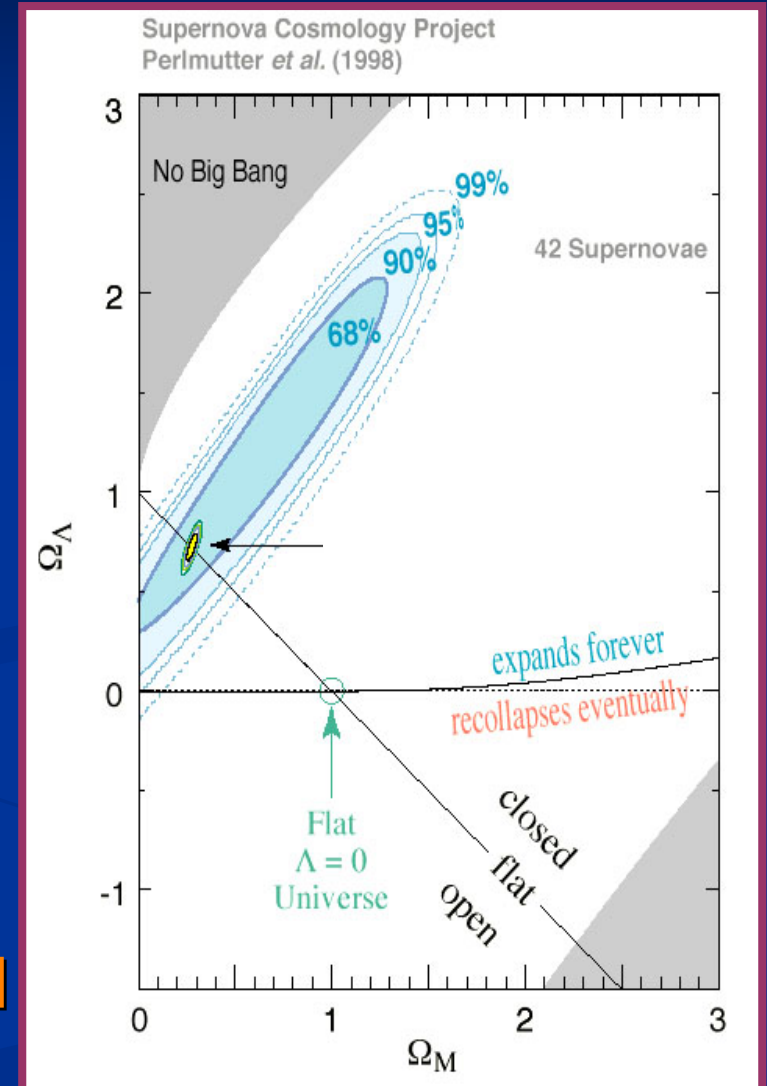 Supernova Cosmology Project
Perlmutter et al. (1998)
3
No Big Bang
99%
95%
42 Supernovae
90%
2
68%
1
ΩΛ
expands forever
0
recollapses eventually
Flat
Λ = 0
Universe
closed
flat
open
-1
0
1
2
3
ΩM